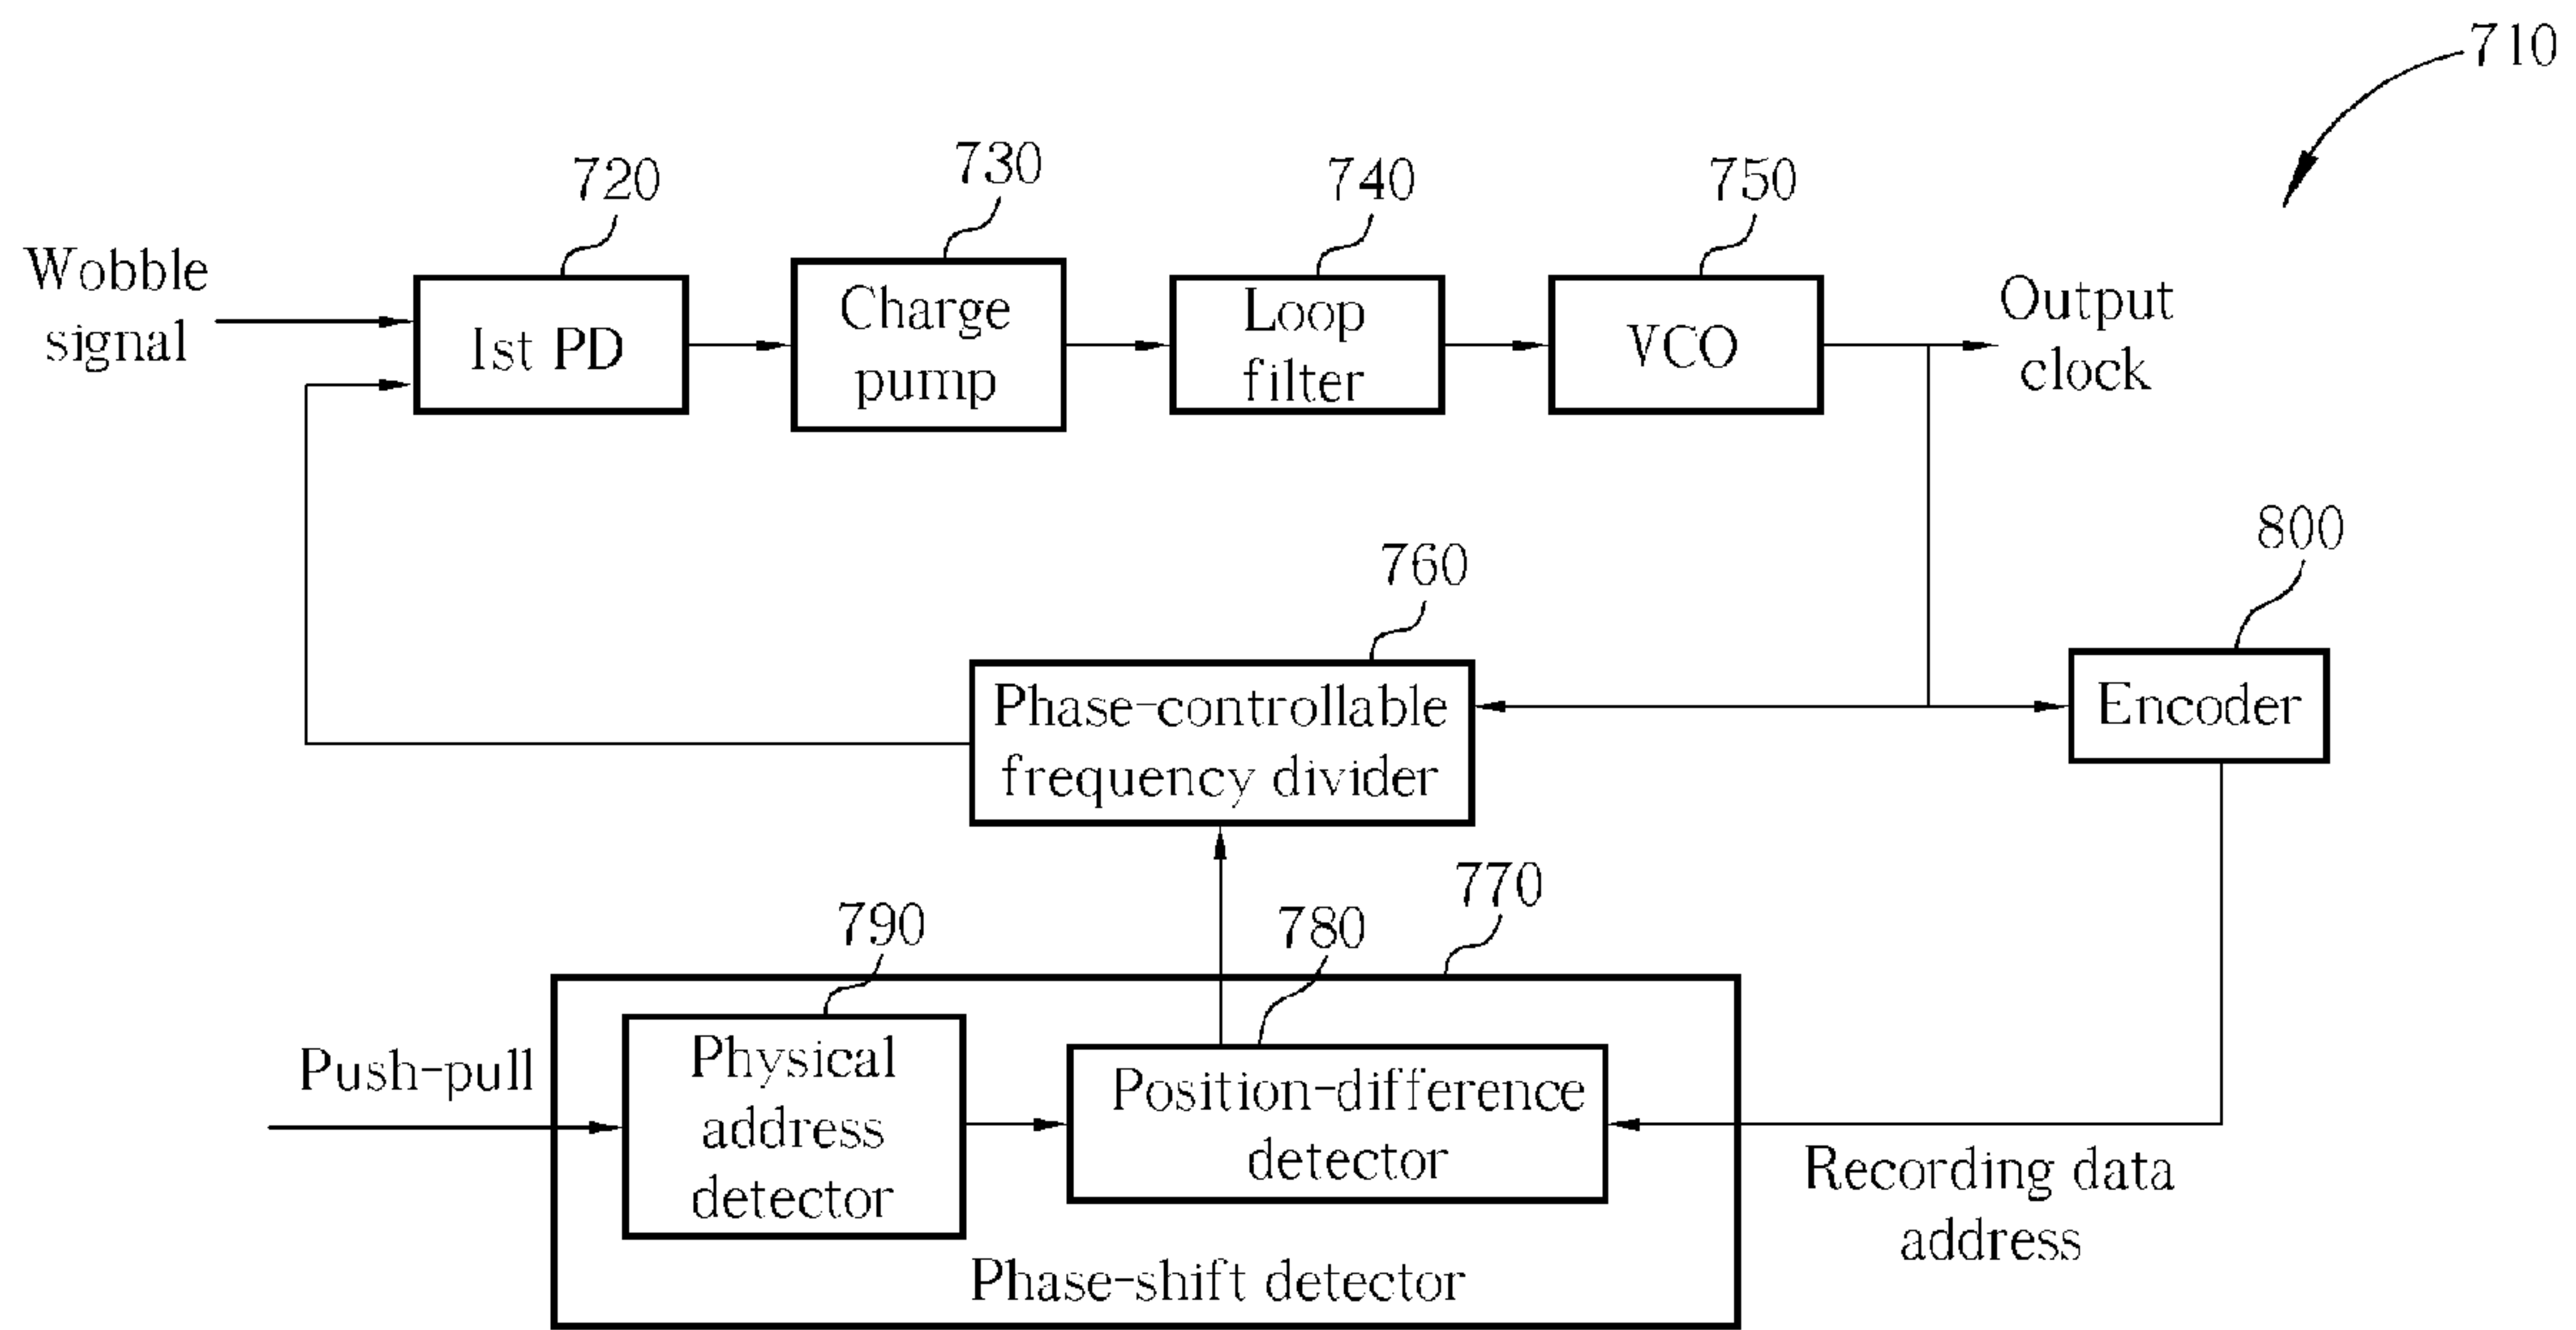 710
720
730
740
750
Wobble
signal
1st PD
Charge
pump
Loop
filter
VCO
Output
clock
760
800
Phase-controllable
frequency divider
Encoder
770
790
780
Push-pull
Physical
address
detector
Position-difference
detector
Recording data
address
Phase-shift detector